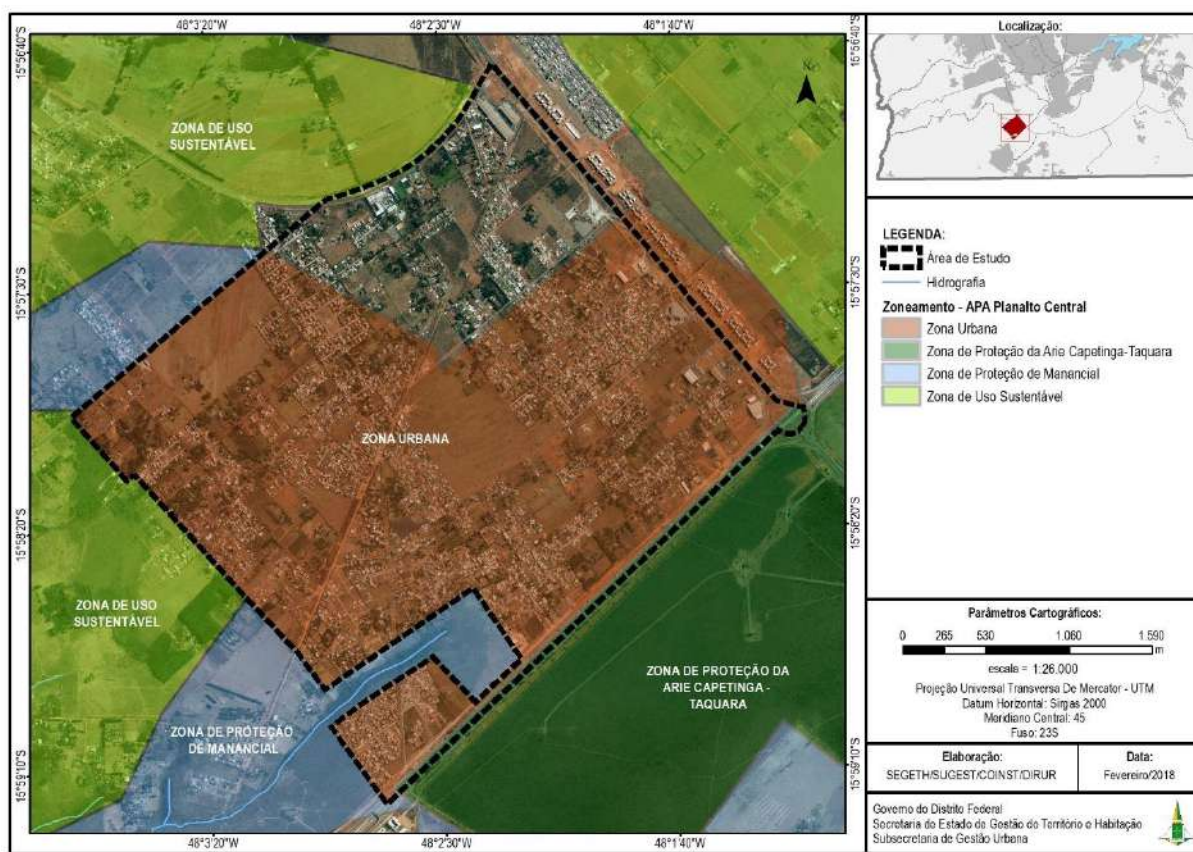 48°3'20"W
48°2'30"W
48°1'40"W
15°56'40"S
15°57'30"S
15°58'20"S
15°59'10"S
15°56'40"S
15°57'30"S
15°58'20"S
15°59'10"S
ZONA DE USO
SUSTENTÁVEL
ZONA URBANA
ZONA DE USO
SUSTENTÁVEL
ZONA DE PROTEÇÃO DA
ARIE CAPETINGA -
TAQUARA
ZONA DE PROTEÇÃO
DE MANANCIAL
48°3'20"W
48°2'30"W
48°1'40"W
Localização:
LEGENDA:
Área de Estudo
Hidrografia
Zoneamento - APA Planalto Central
Zona Urbana
Zona de Proteção da Arie Capetinga-Taquara
Zona de Proteção de Manancial
Zona de Uso Sustentável
Parâmetros Cartográficos:
0 265 530 1.060 1.590
m
escala = 1:26.000
Projeção Universal Transversa De Mercator - UTM
Datum Horizontal: Sirgas 2000
Meridiano Central: 45
Fuso: 23S
Elaboração:
SEGETH/SUGEST/COINST/DIRUR
Data:
Fevereiro/2018
Governo do Distrito Federal
Secretaria de Estado de Gestão do Território e Habitação
Subsecretaria de Gestão Urbana